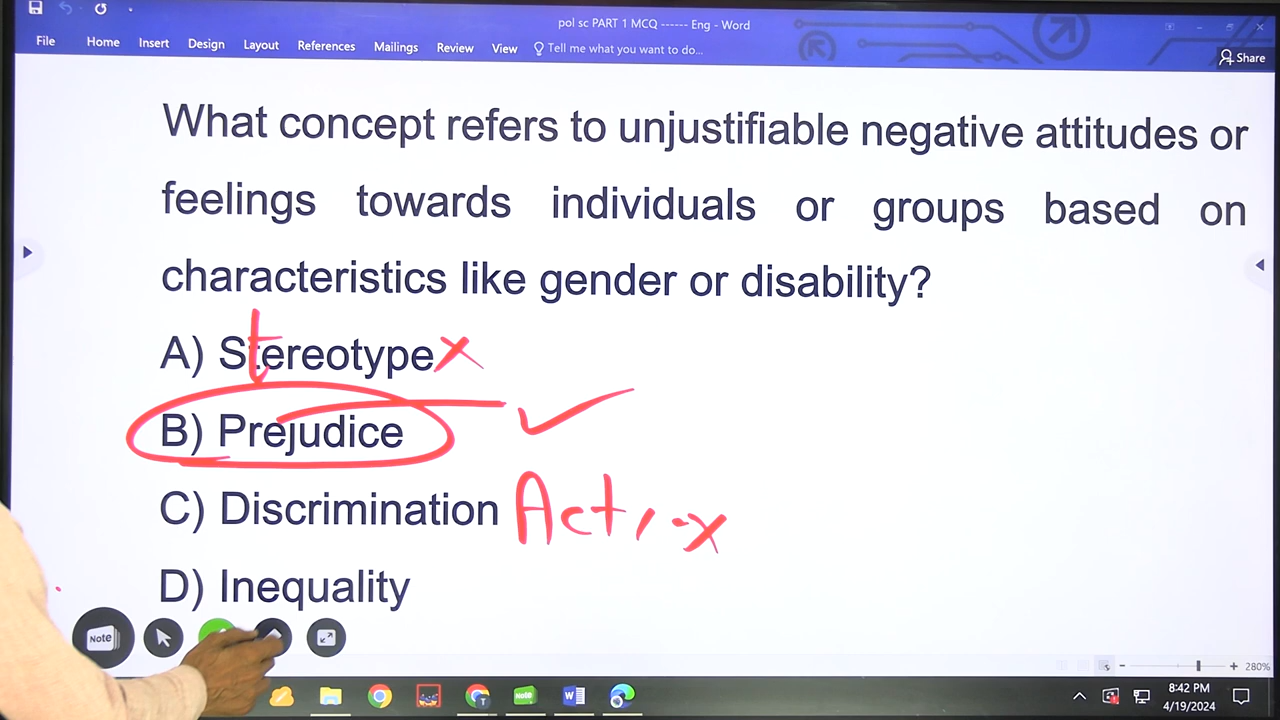 pol sc PART 1 MCQ ------ Eng - Word
File Home Insert Design Layout References Mailings Review View Tell me what you want to do... Share
What concept refers to unjustifiable negative attitudes or
feelings towards individuals or groups based on
characteristics like gender or disability?
A) Stereotype x
B) Prejudice
C) Discrimination Act x
D) Inequality
Note
280%
Note
8:42 PM
4/19/2024